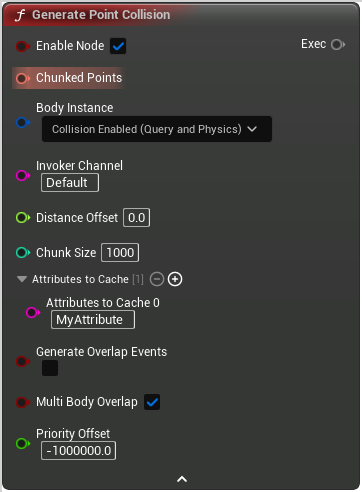 f Generate Point Collision
Enable Node
Exec
Chunked Points
Body Instance
Collision Enabled (Query and Physics)
Invoker Channel
Default
Distance Offset 0.0
Chunk Size 1000
Attributes to Cache [1]
Attributes to Cache 0
MyAttribute
Generate Overlap Events
Multi Body Overlap
Priority Offset
-1000000.0